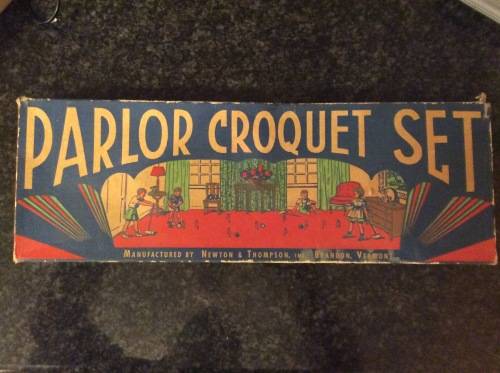 PARLOR CROQUET SET
MANUFACTURED BY NEWTON & THOMPSON, INC. BRANDON, VERMONT